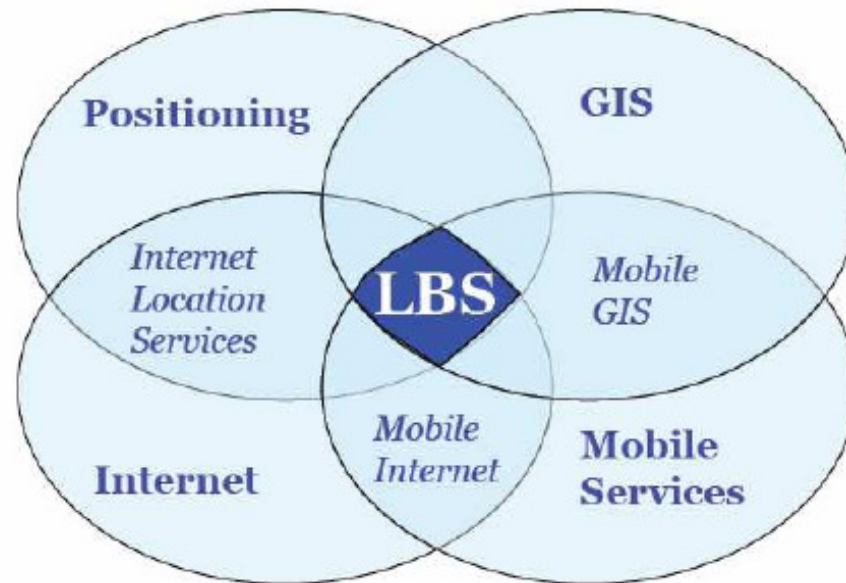 Positioning
GIS
Internet
Location
Services
LBS
Mobile
GIS
Mobile
Internet
Internet
Mobile
Services